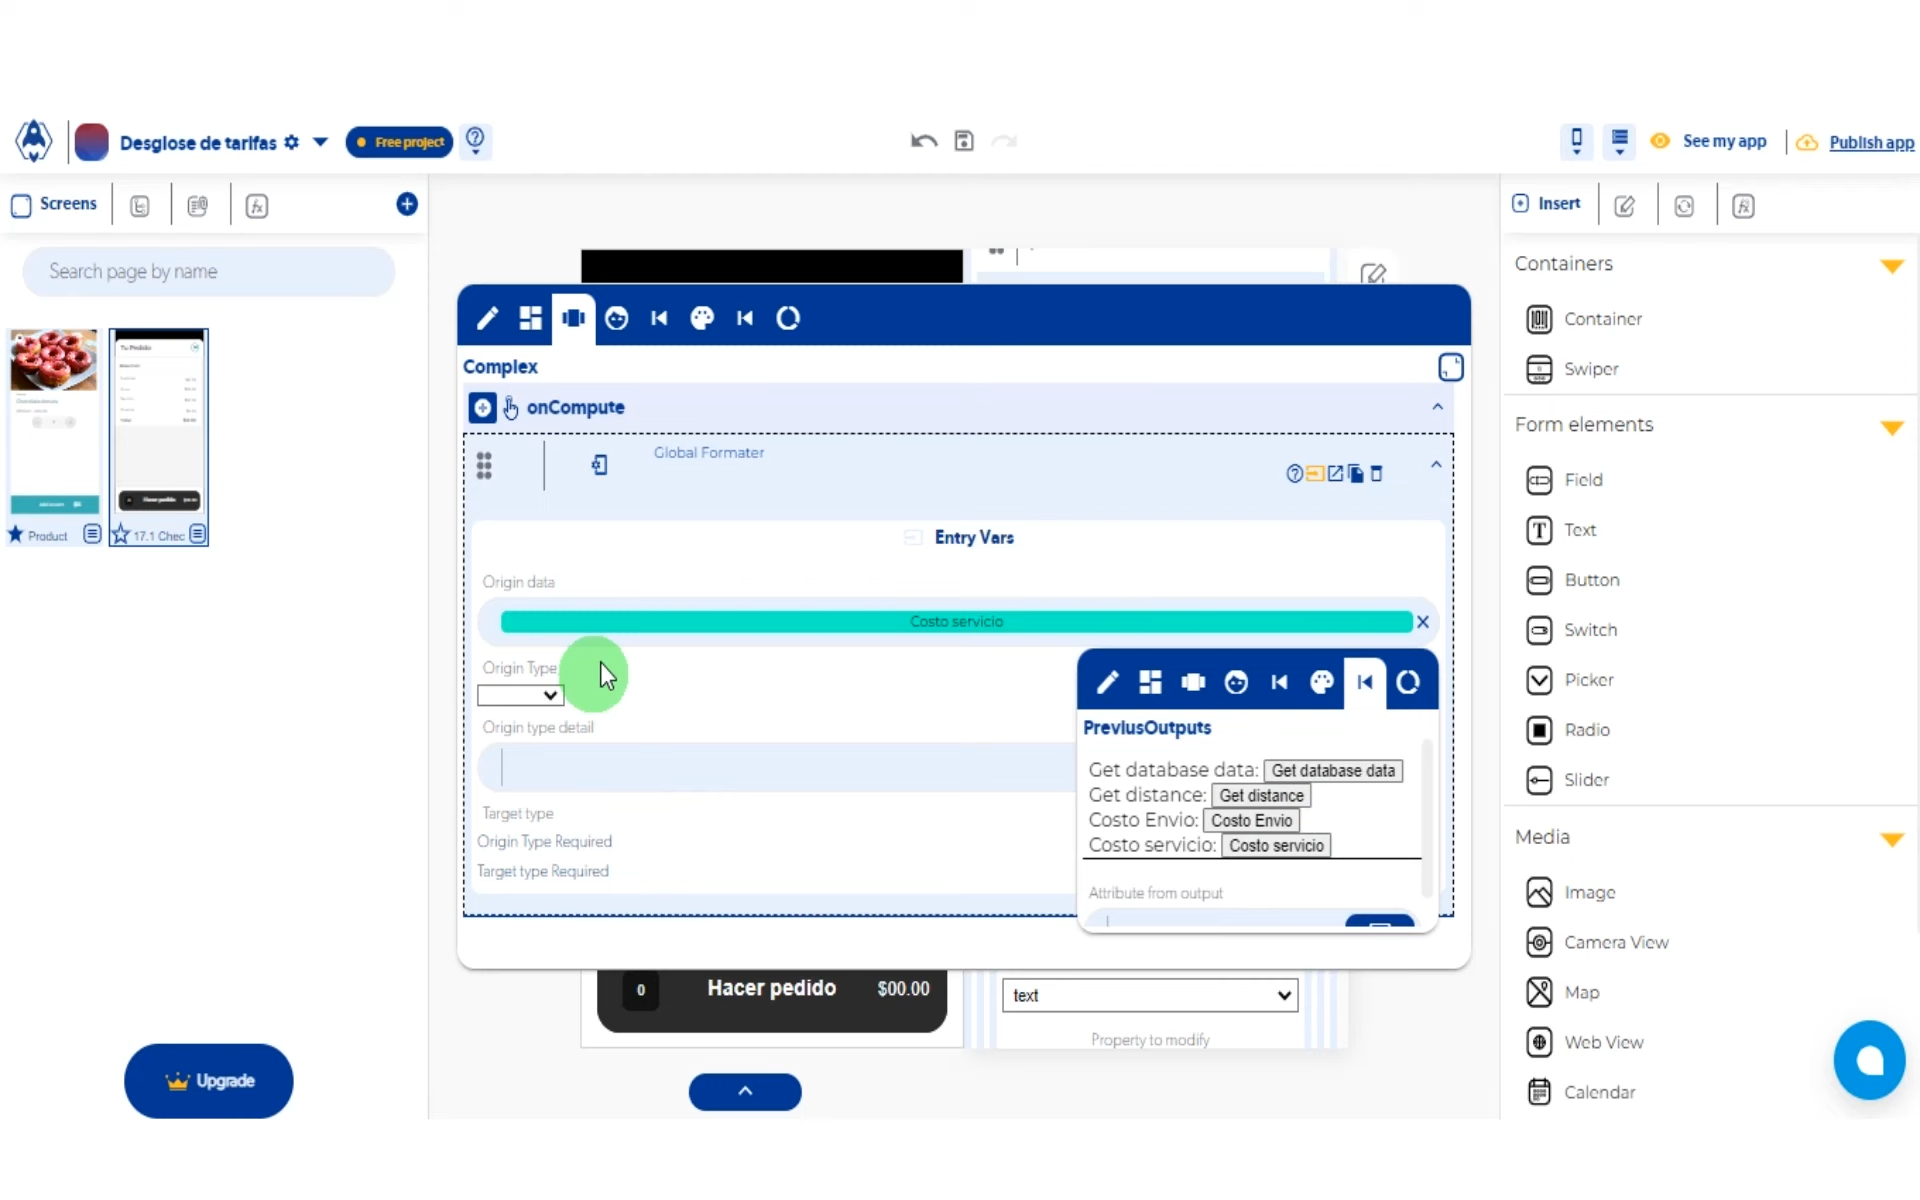 Desglose de tarifas
Free project
See my app
Publish app
Screens
Insert
Search page by name
Containers
Container
Swiper
Complex
onCompute
Global Formater
Tu Pedido
Product
17.1 Chec
Form elements
Field
Text
Button
Switch
Picker
Radio
Slider
Entry Vars
Origin data
Costo servicio
Origin Type
Origin type detail
Target type
Origin Type Required
Target type Required
PreviusOutputs
Get database data: Get database data
Get distance: Get distance
Costo Envio: Costo Envio
Costo servicio: Costo servicio
Attribute from output
Media
Image
Camera View
Map
Web View
Calendar
0 Hacer pedido $00.00
text
Property to modify
Upgrade